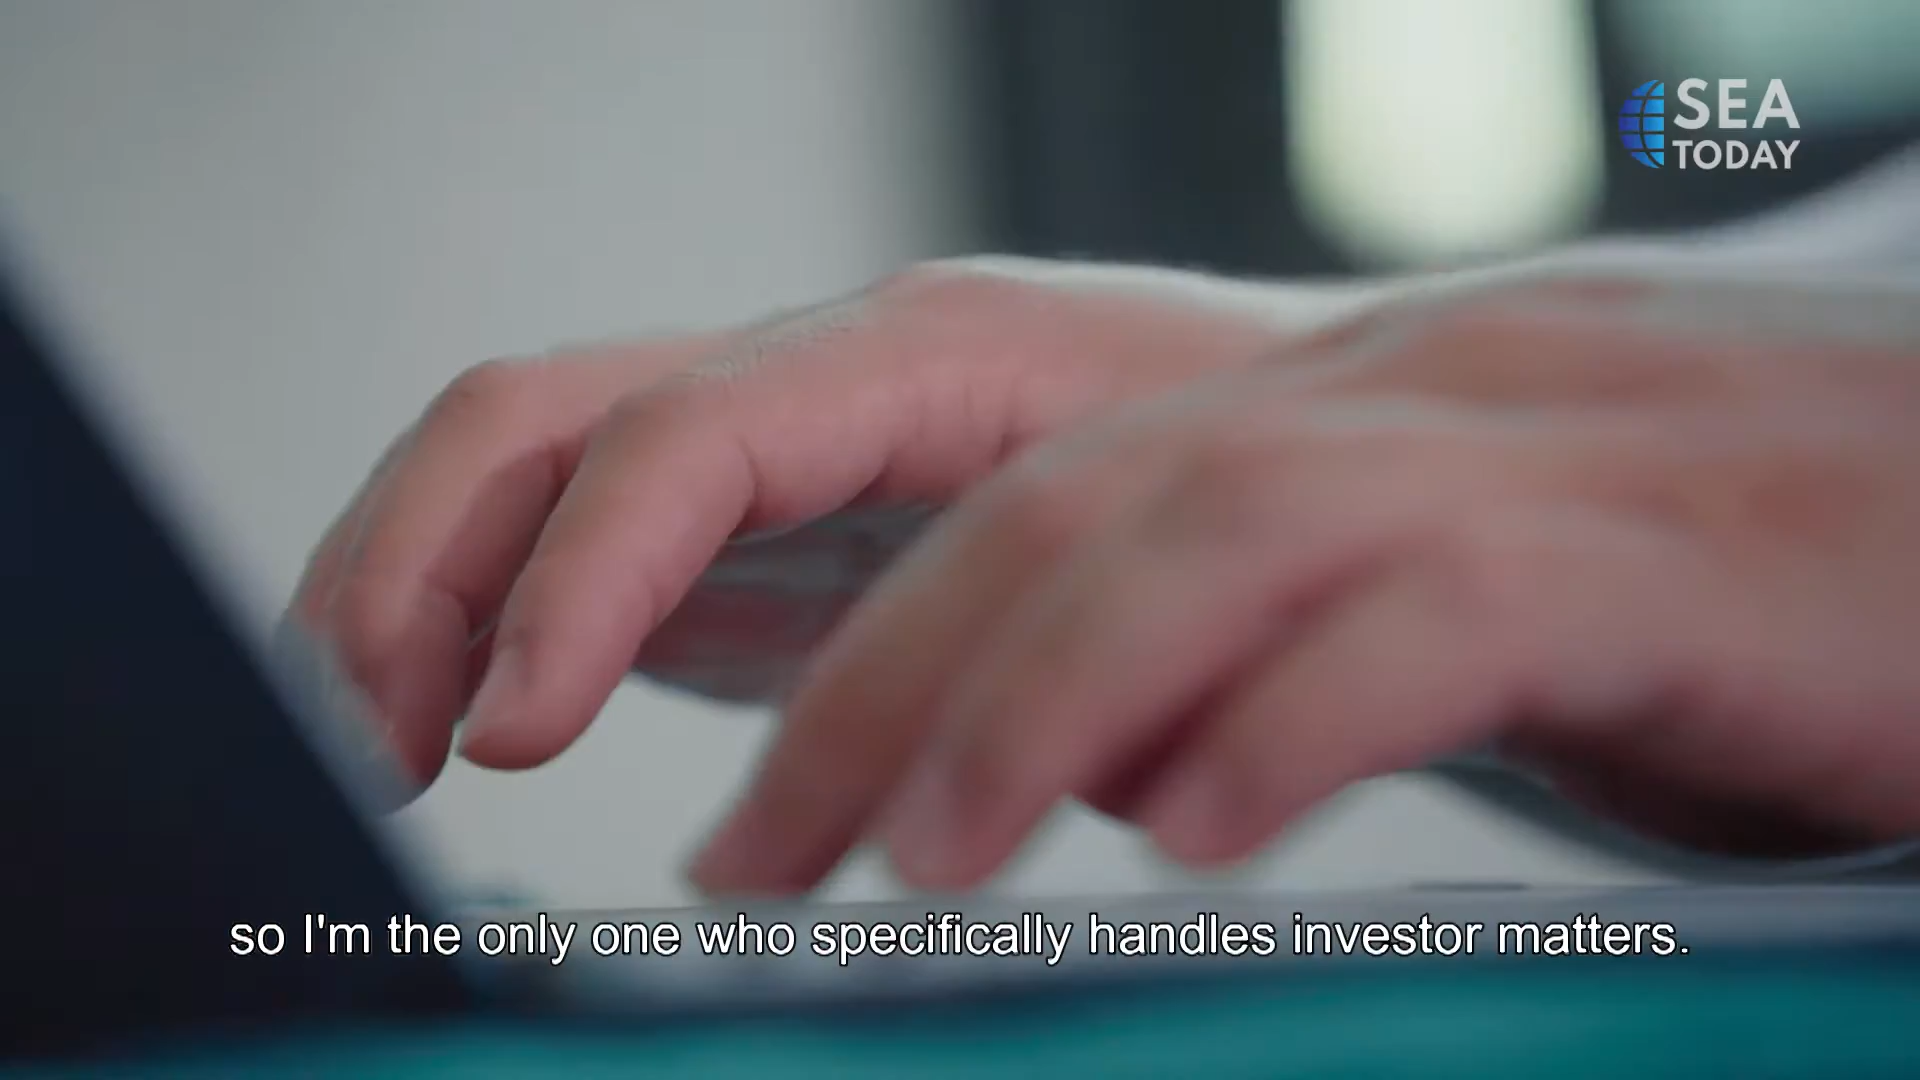 SEA
TODAY
so I'm the only one who specifically handles investor matters.